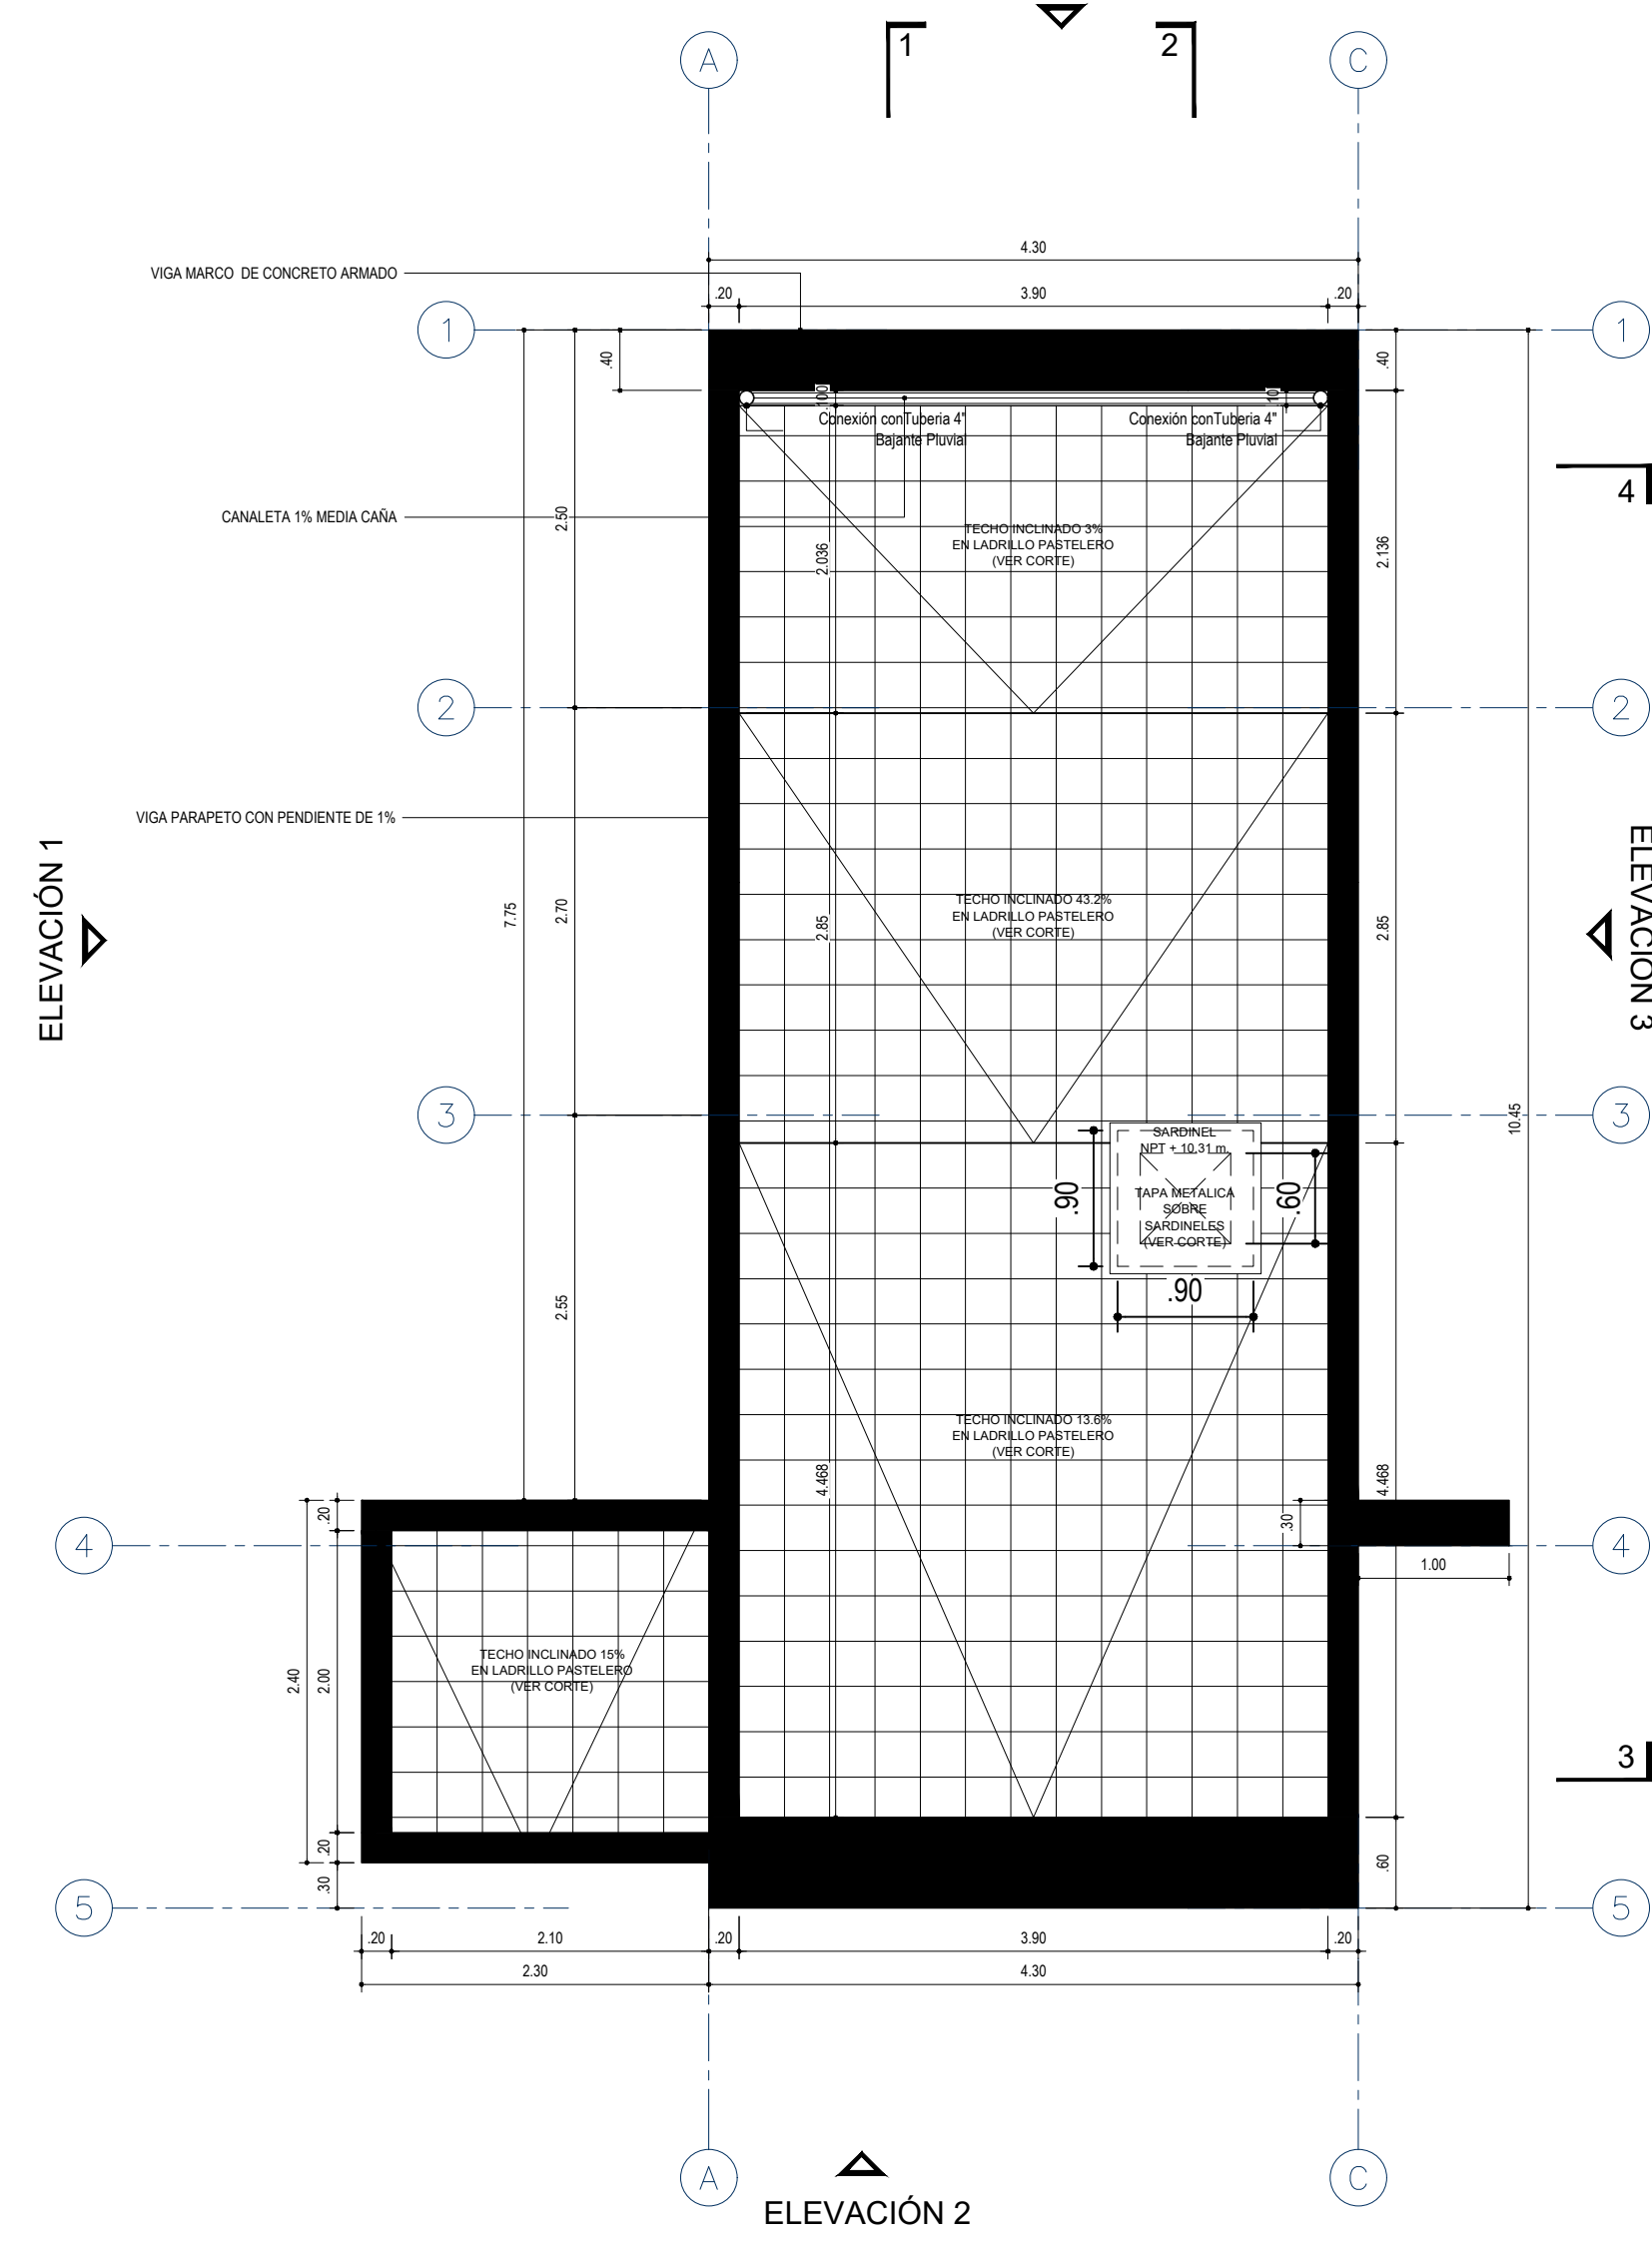 A
1
2
C
4.30
VIGA MARCO DE CONCRETO ARMADO
.20
3.90
.20
1
1
.40
.40
.100
.10
Conexión conTuberia 4"
Bajante Pluvial
Conexión conTuberia 4"
Bajante Pluvial
4
CANALETA 1% MEDIA CAÑA
2.50
2.036
TECHO INCLINADO 3%
EN LADRILLO PASTELERO
(VER CORTE)
2.136
2
2
VIGA PARAPETO CON PENDIENTE DE 1%
ELEVACIÓN 1
7.75
2.70
2.85
TECHO INCLINADO 43.2%
EN LADRILLO PASTELERO
(VER CORTE)
2.85
ELEVACIÓN 3
3
3
10.45
SARDINEL
NPT + 10.31 m.
TAPA METALICA
SOBRE
SARDINELES
(VER CORTE)
.90
.60
.90
2.55
TECHO INCLINADO 13.6%
EN LADRILLO PASTELERO
(VER CORTE)
4.468
4.468
.20
.30
4
4
1.00
TECHO INCLINADO 15%
EN LADRILLO PASTELERO
(VER CORTE)
2.40
2.00
3
.20
.30
.60
5
5
.20
2.10
.20
3.90
.20
2.30
4.30
A
C
ELEVACIÓN 2